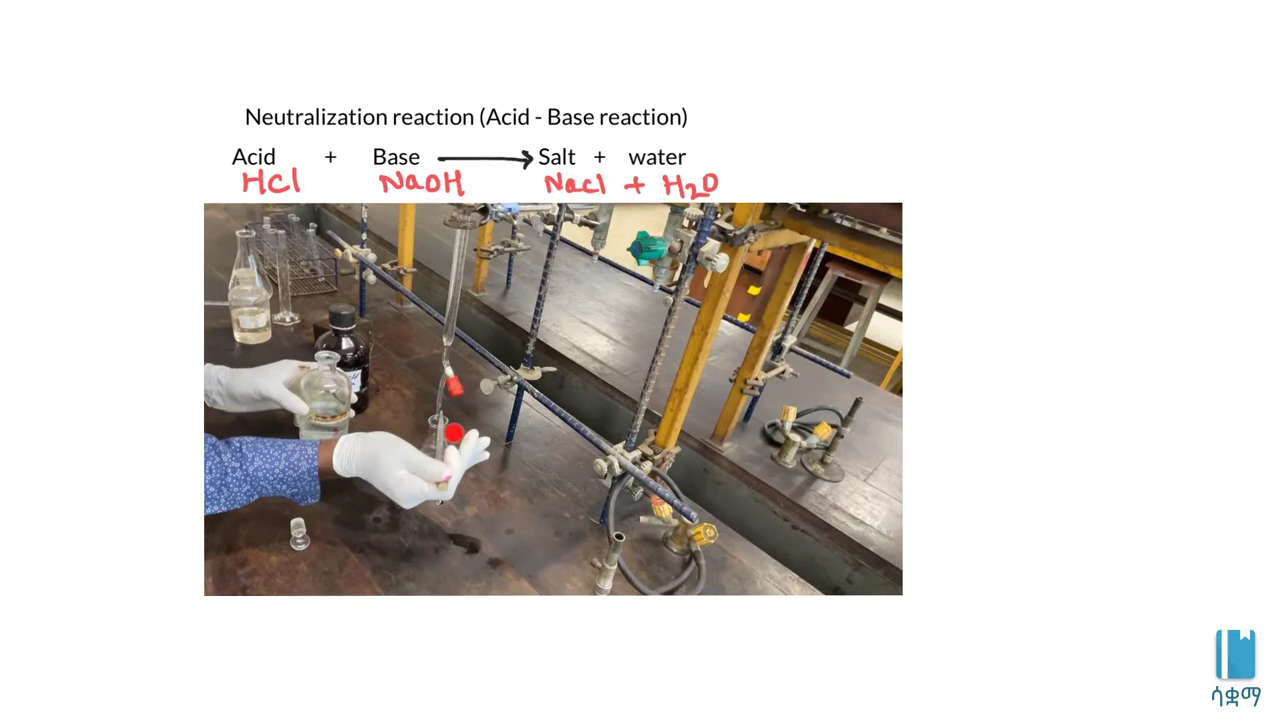 Neutralization reaction (Acid - Base reaction)
Acid + Base ⟶ Salt + water
HCl NaOH Nacl + H2O
ሳቋማ